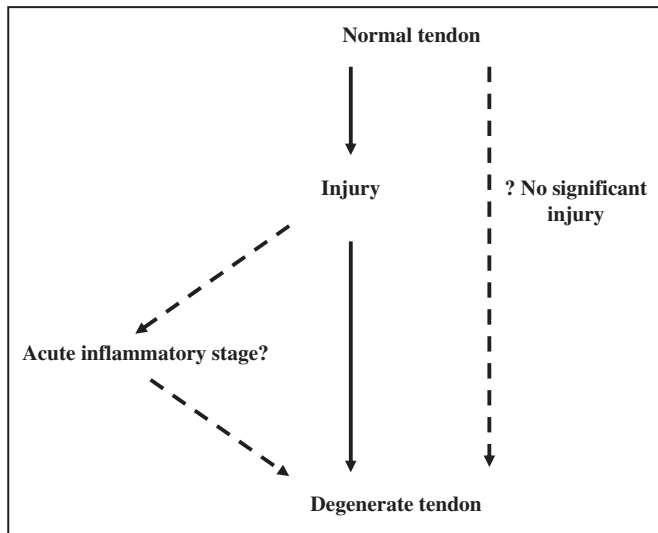 Normal tendon
Injury
? No significant
injury
Acute inflammatory stage?
Degenerate tendon